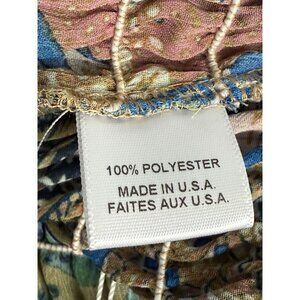 100% POLYESTER
MADE IN U.S.A.
FAITES AUX U.S.A.